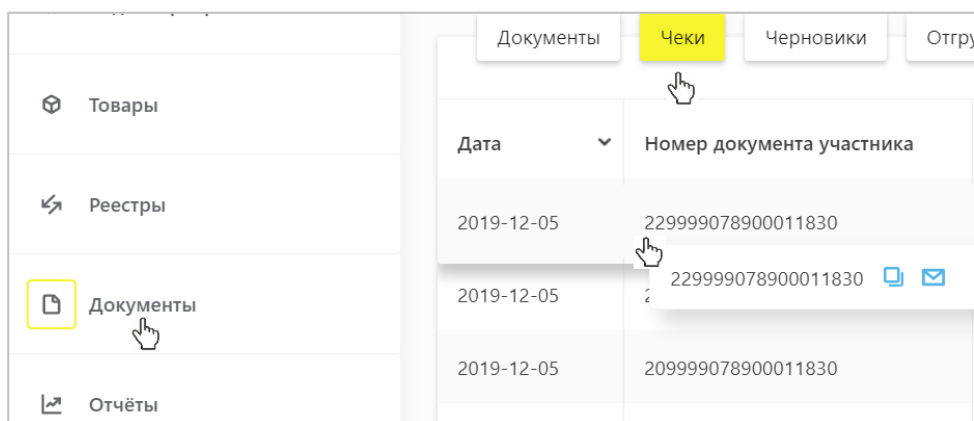 Товары
Реестры
Документы
Отчёты
Документы
Чеки
Черновики
Дата
Номер документа участника
2019-12-05
229999078900011830
229999078900011830
2019-12-05
2019-12-05
209999078900011830